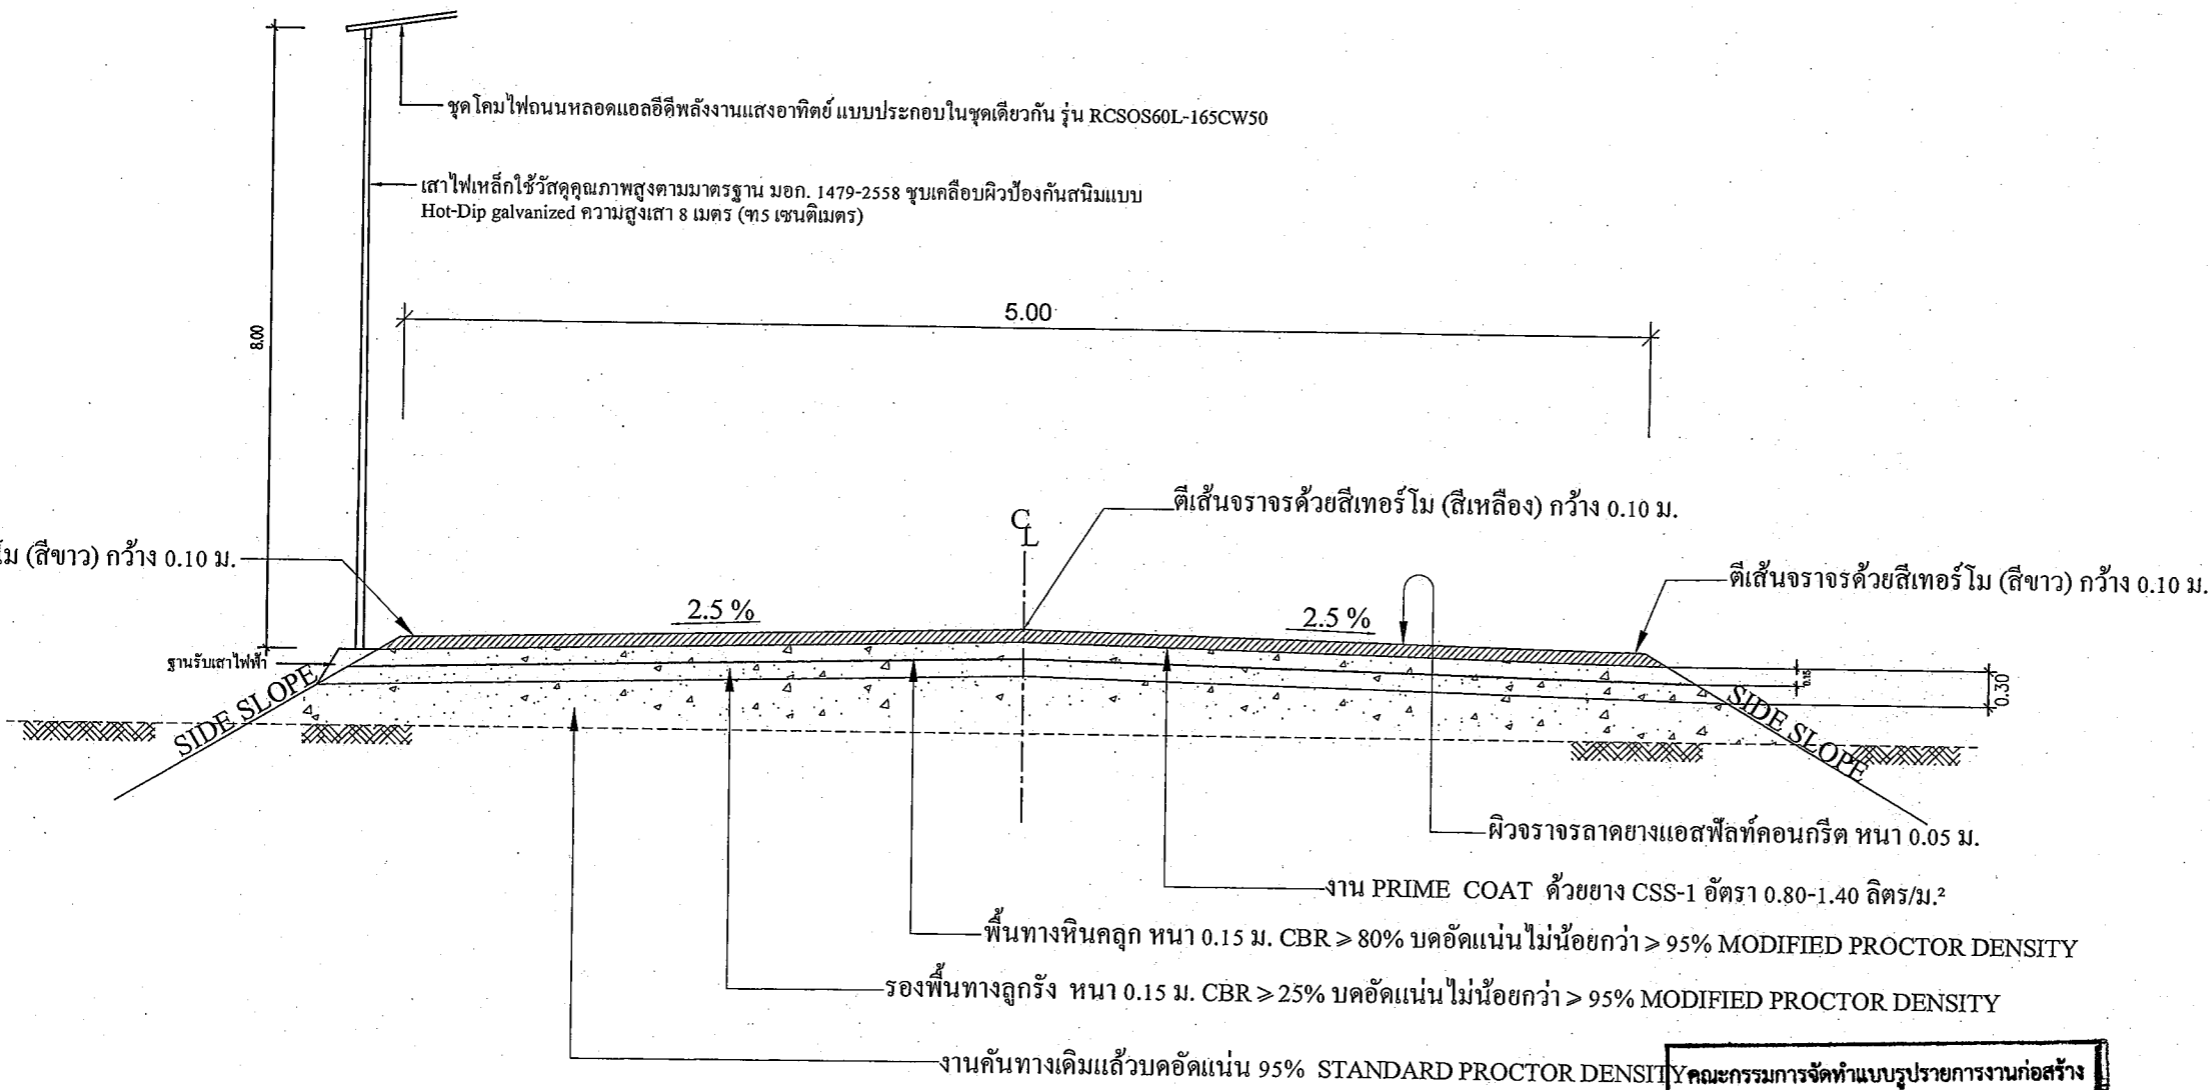 ชุดโคมไฟถนนหลอดแอลอีดีพลังงานแสงอาทิตย์ แบบประกอบในชุดเดียวกัน รุ่น RCSOS60L-165CW50
เสาไฟเหล็กใช้วัสดุคุณภาพสูงตามมาตรฐาน มอก. 1479-2558 ชุบเคลือบผิวป้องกันสนิมแบบ
Hot-Dip galvanized ความสูงเสา 8 เมตร (ฑ5 เซนติเมตร)
8.00
5.00
ตีเส้นจราจรด้วยสีเทอร์โม (สีเหลือง) กว้าง 0.10 ม.
CL
โม (สีขาว) กว้าง 0.10 ม.
ตีเส้นจราจรด้วยสีเทอร์โม (สีขาว) กว้าง 0.10 ม.
2.5 %
2.5 %
ฐานรับเสาไฟฟ้า
SIDE SLOPE
0.15
0.30
SIDE SLOPE
ผิวจราจรลาดยางแอสฟัลท์คอนกรีต หนา 0.05 ม.
งาน PRIME COAT ด้วยยาง CSS-1 อัตรา 0.80-1.40 ลิตร/ม.²
พื้นทางหินคลุก หนา 0.15 ม. CBR ⩾ 80% บดอัดแน่นไม่น้อยกว่า ⩾ 95% MODIFIED PROCTOR DENSITY
รองพื้นทางลูกรัง หนา 0.15 ม. CBR ⩾ 25% บดอัดแน่นไม่น้อยกว่า ⩾ 95% MODIFIED PROCTOR DENSITY
งานคันทางเดิมแล้วบดอัดแน่น 95% STANDARD PROCTOR DENSITY
คณะกรรมการจัดทำแบบรูปรายการงานก่อสร้าง